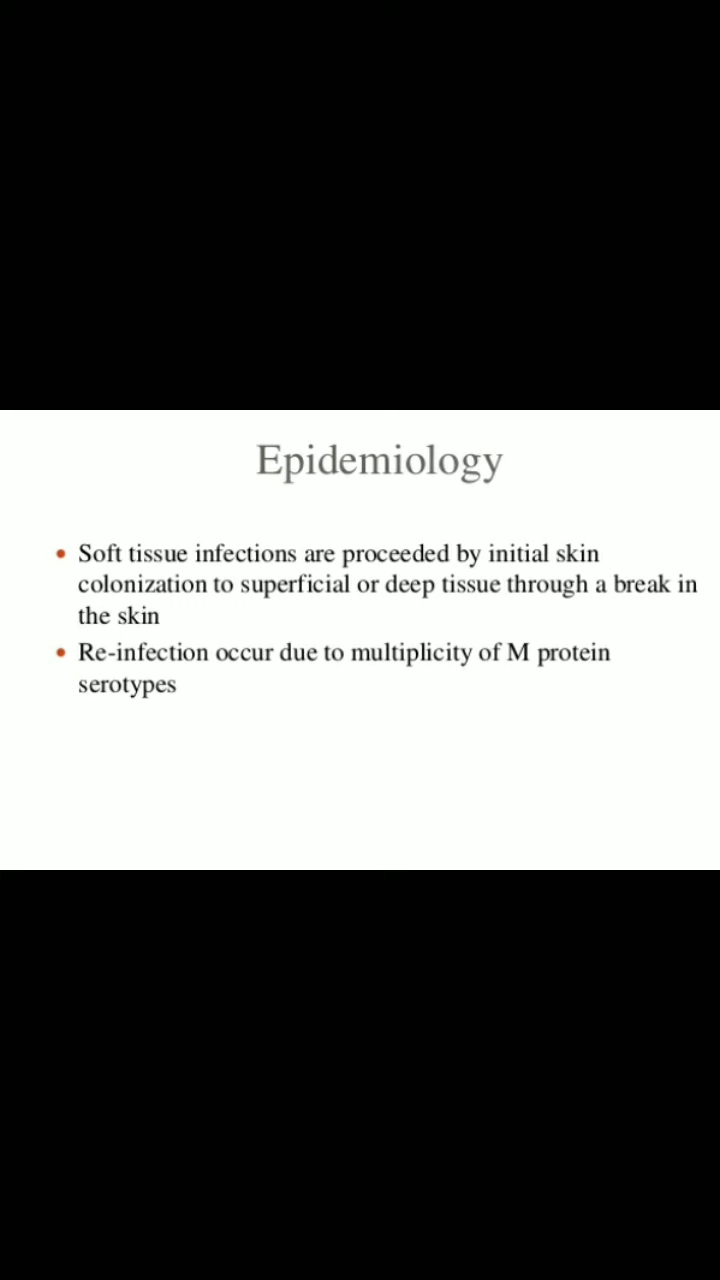 Epidemiology
• Soft tissue infections are proceeded by initial skin
colonization to superficial or deep tissue through a break in
the skin
• Re-infection occur due to multiplicity of M protein
serotypes